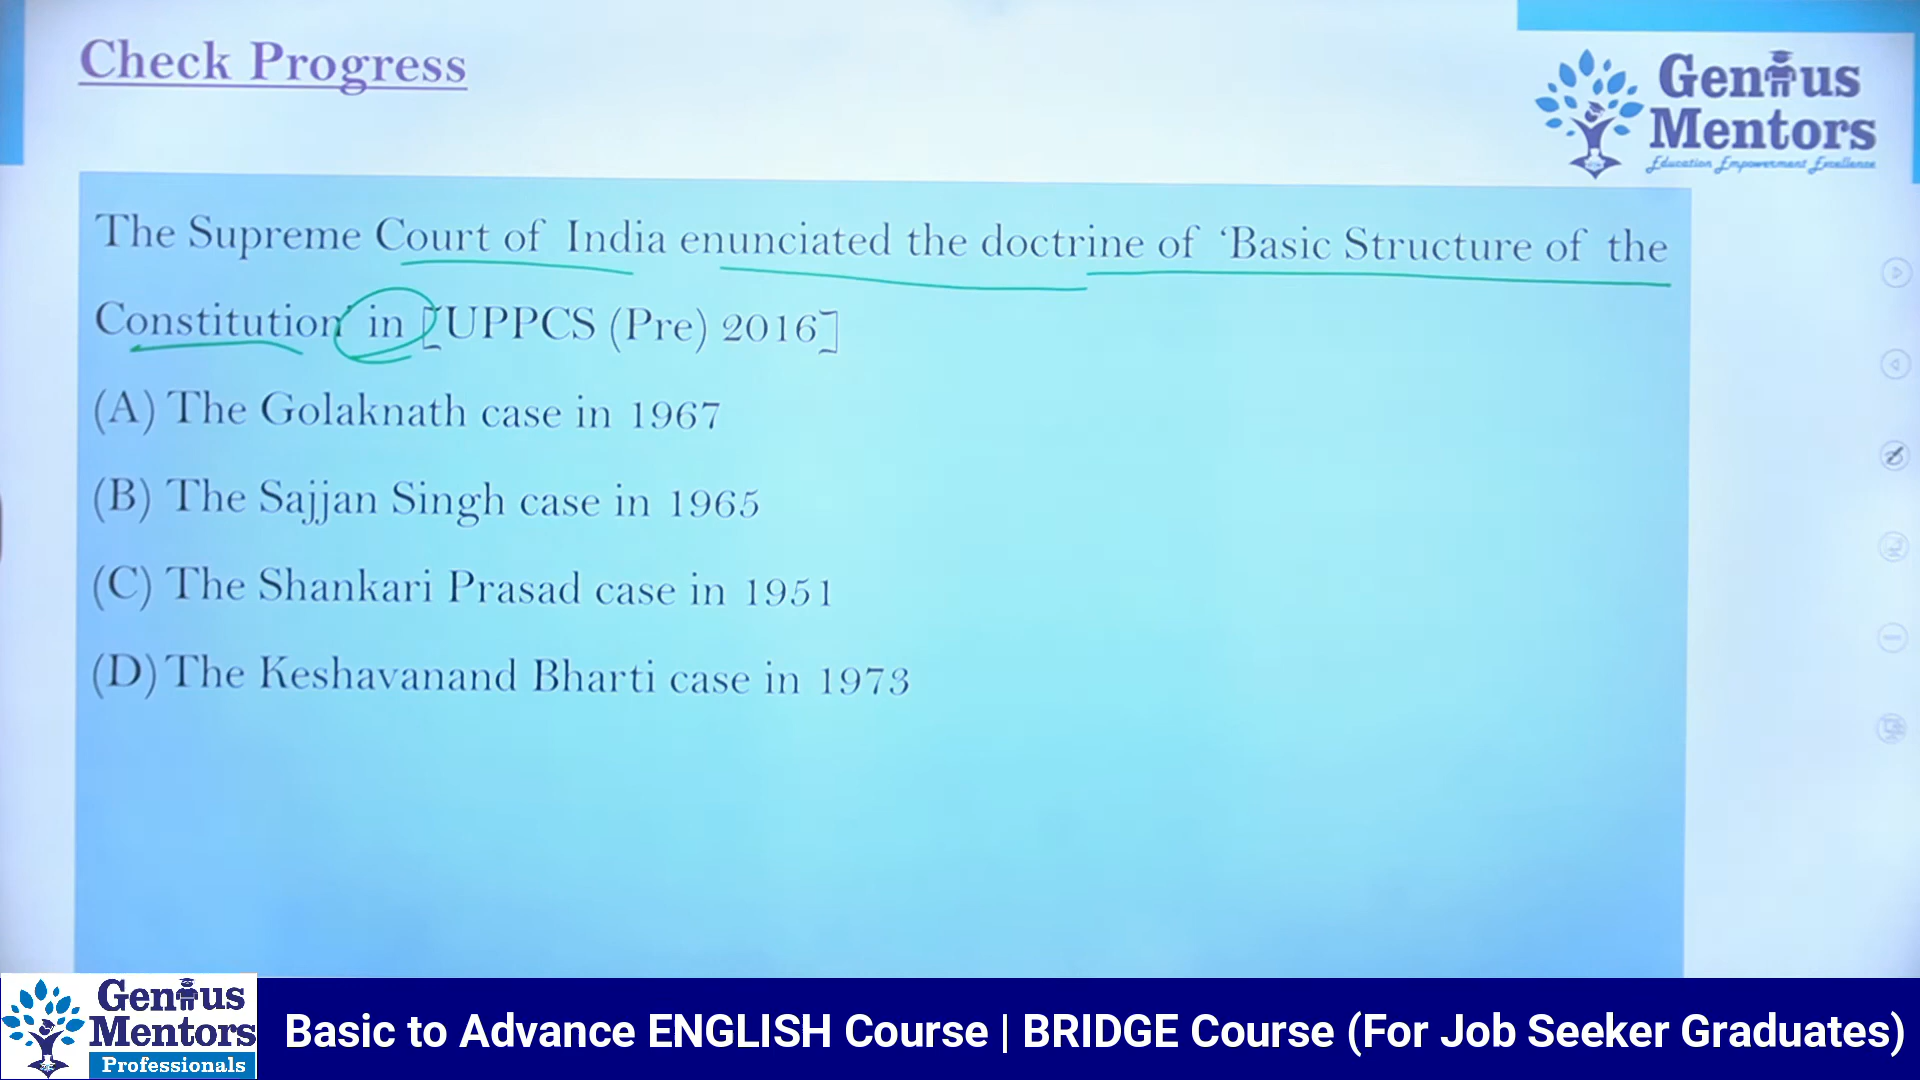 Check Progress
Genius
Mentors
Education Empowerment Excellence
The Supreme Court of India enunciated the doctrine of ‘Basic Structure of the
Constitution’ in [UPPCS (Pre) 2016]
(A) The Golaknath case in 1967
(B) The Sajjan Singh case in 1965
(C) The Shankari Prasad case in 1951
(D) The Keshavanand Bharti case in 1973
Genius
Mentors
Professionals
Basic to Advance ENGLISH Course | BRIDGE Course (For Job Seeker Graduates)